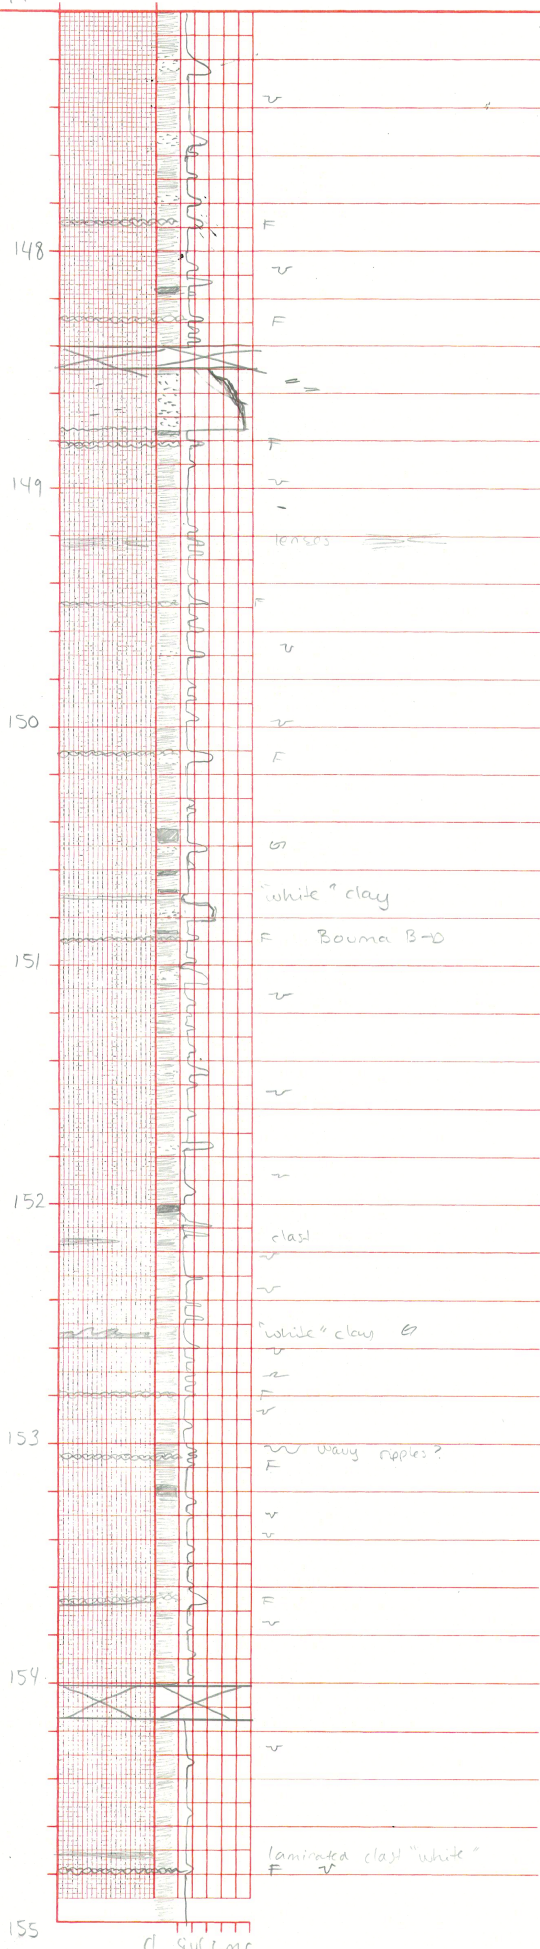 F
148
F
F
149
lenses
F
150
F
"white" clay
F Bouma B-D
151
152
clast
"white" clay
F
153
wavy ripples?
F
F
154
laminated clast "white"
F
155